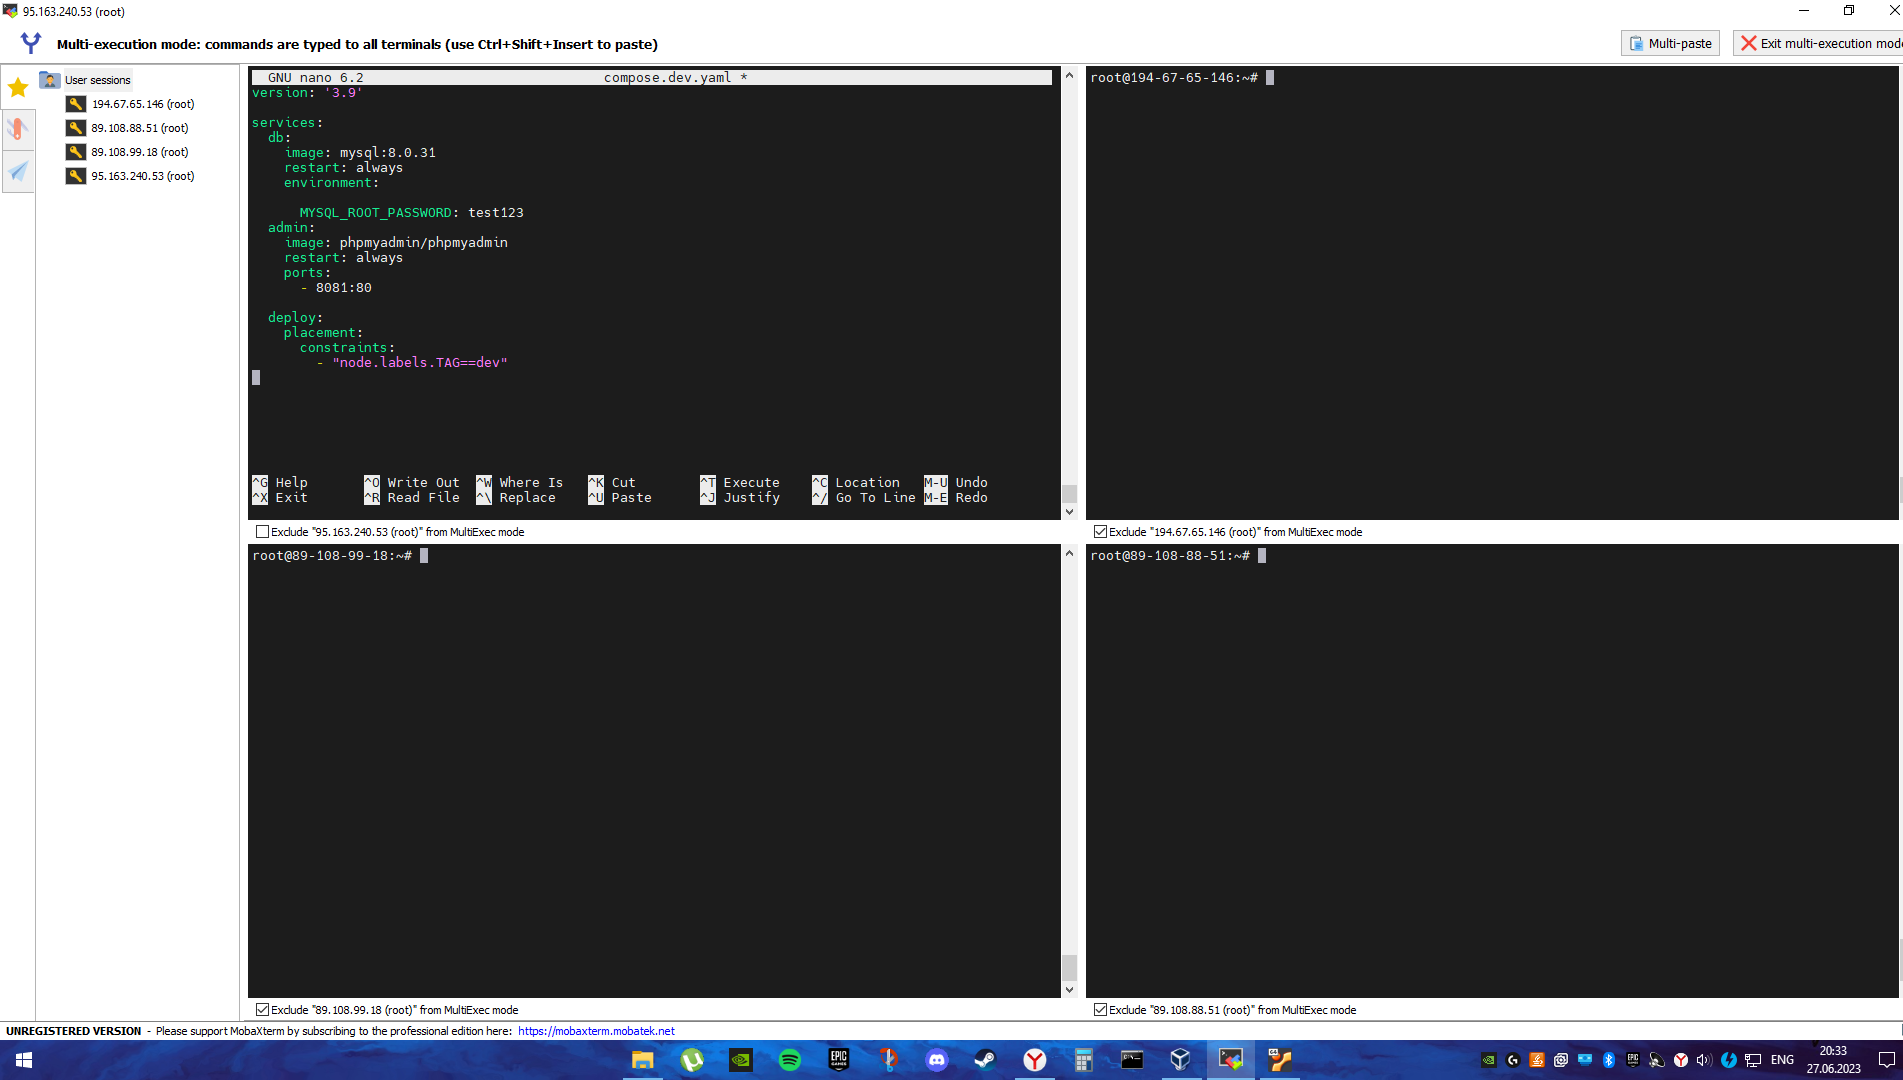 95.163.240.53 (root)
Multi-execution mode: commands are typed to all terminals (use Ctrl+Shift+Insert to paste)
Multi-paste
Exit multi-execution mode
User sessions
194.67.65.146 (root)
89.108.88.51 (root)
89.108.99.18 (root)
95.163.240.53 (root)
GNU nano 6.2 compose.dev.yaml *
version: '3.9'
services:
  db:
    image: mysql:8.0.31
    restart: always
    environment:
      MYSQL_ROOT_PASSWORD: test123
  admin:
    image: phpmyadmin/phpmyadmin
    restart: always
    ports:
      - 8081:80
  deploy:
    placement:
      constraints:
        - "node.labels.TAG==dev"
^G Help ^O Write Out ^W Where Is ^K Cut ^T Execute ^C Location M-U Undo
^X Exit ^R Read File ^\ Replace ^U Paste ^J Justify ^/ Go To Line M-E Redo
Exclude "95.163.240.53 (root)" from MultiExec mode
root@194-67-65-146:~#
Exclude "194.67.65.146 (root)" from MultiExec mode
root@89-108-99-18:~#
Exclude "89.108.99.18 (root)" from MultiExec mode
root@89-108-88-51:~#
Exclude "89.108.88.51 (root)" from MultiExec mode
UNREGISTERED VERSION - Please support MobaXterm by subscribing to the professional edition here: https://mobaxterm.mobatek.net
EPIC GAMES
ENG
20:33
27.06.2023